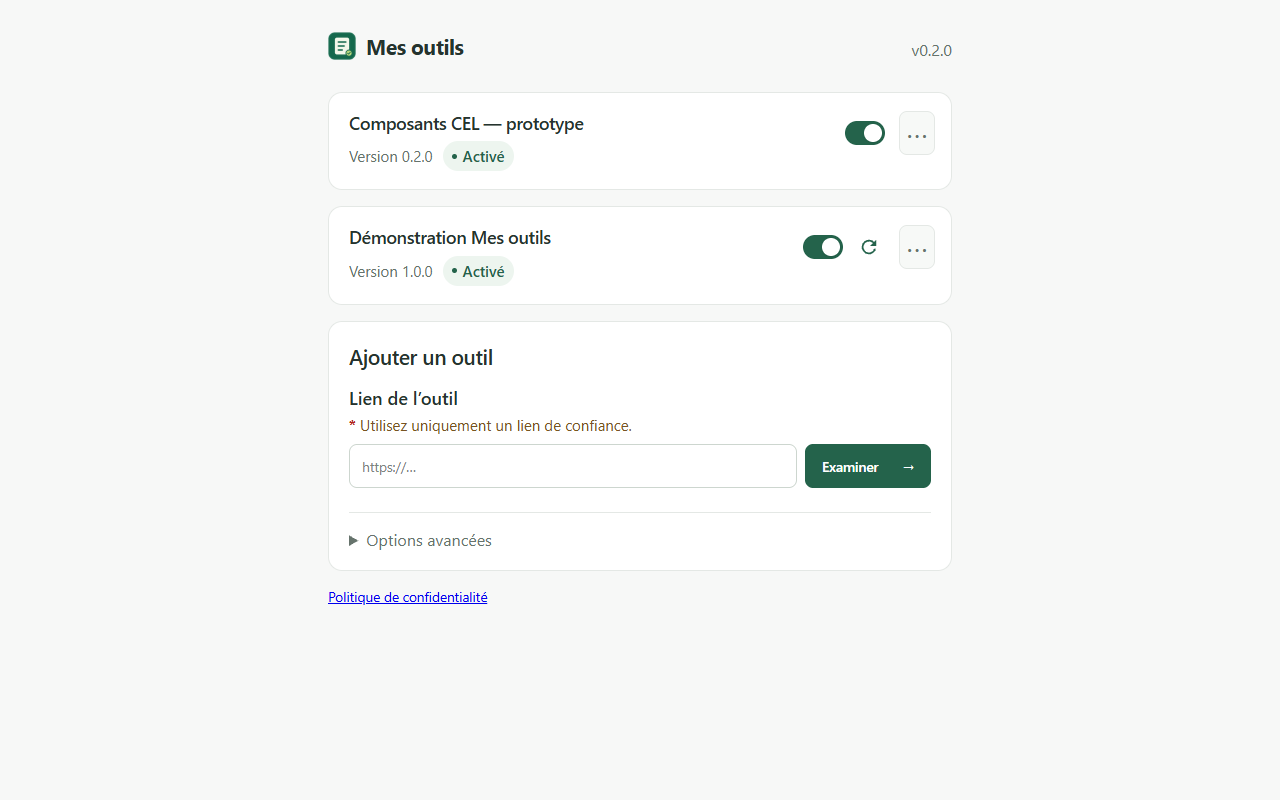 Mes outils
v0.2.0
Composants CEL — prototype
Version 0.2.0
• Activé
...
Démonstration Mes outils
Version 1.0.0
• Activé
...
Ajouter un outil
Lien de l’outil
* Utilisez uniquement un lien de confiance.
https://…
Examiner →
Options avancées
Politique de confidentialité